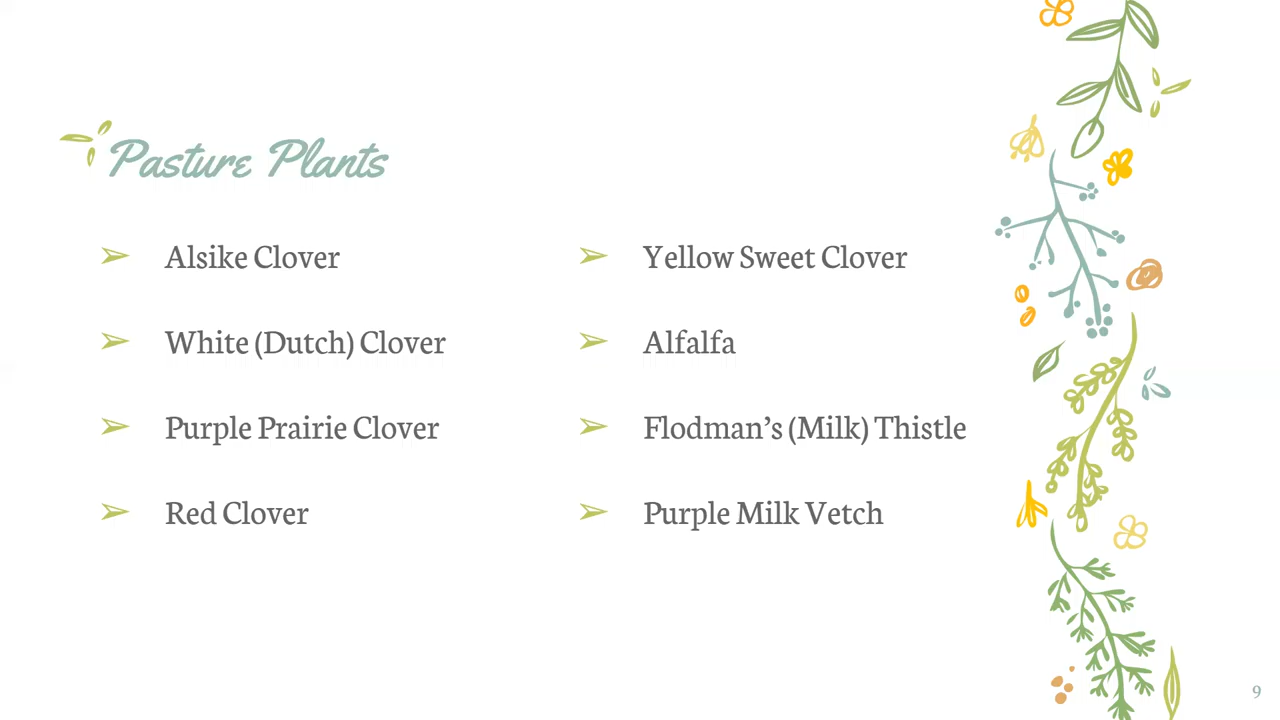 Pasture Plants
➢ Alsike Clover
➢ White (Dutch) Clover
➢ Purple Prairie Clover
➢ Red Clover
➢ Yellow Sweet Clover
➢ Alfalfa
➢ Flodman’s (Milk) Thistle
➢ Purple Milk Vetch
9